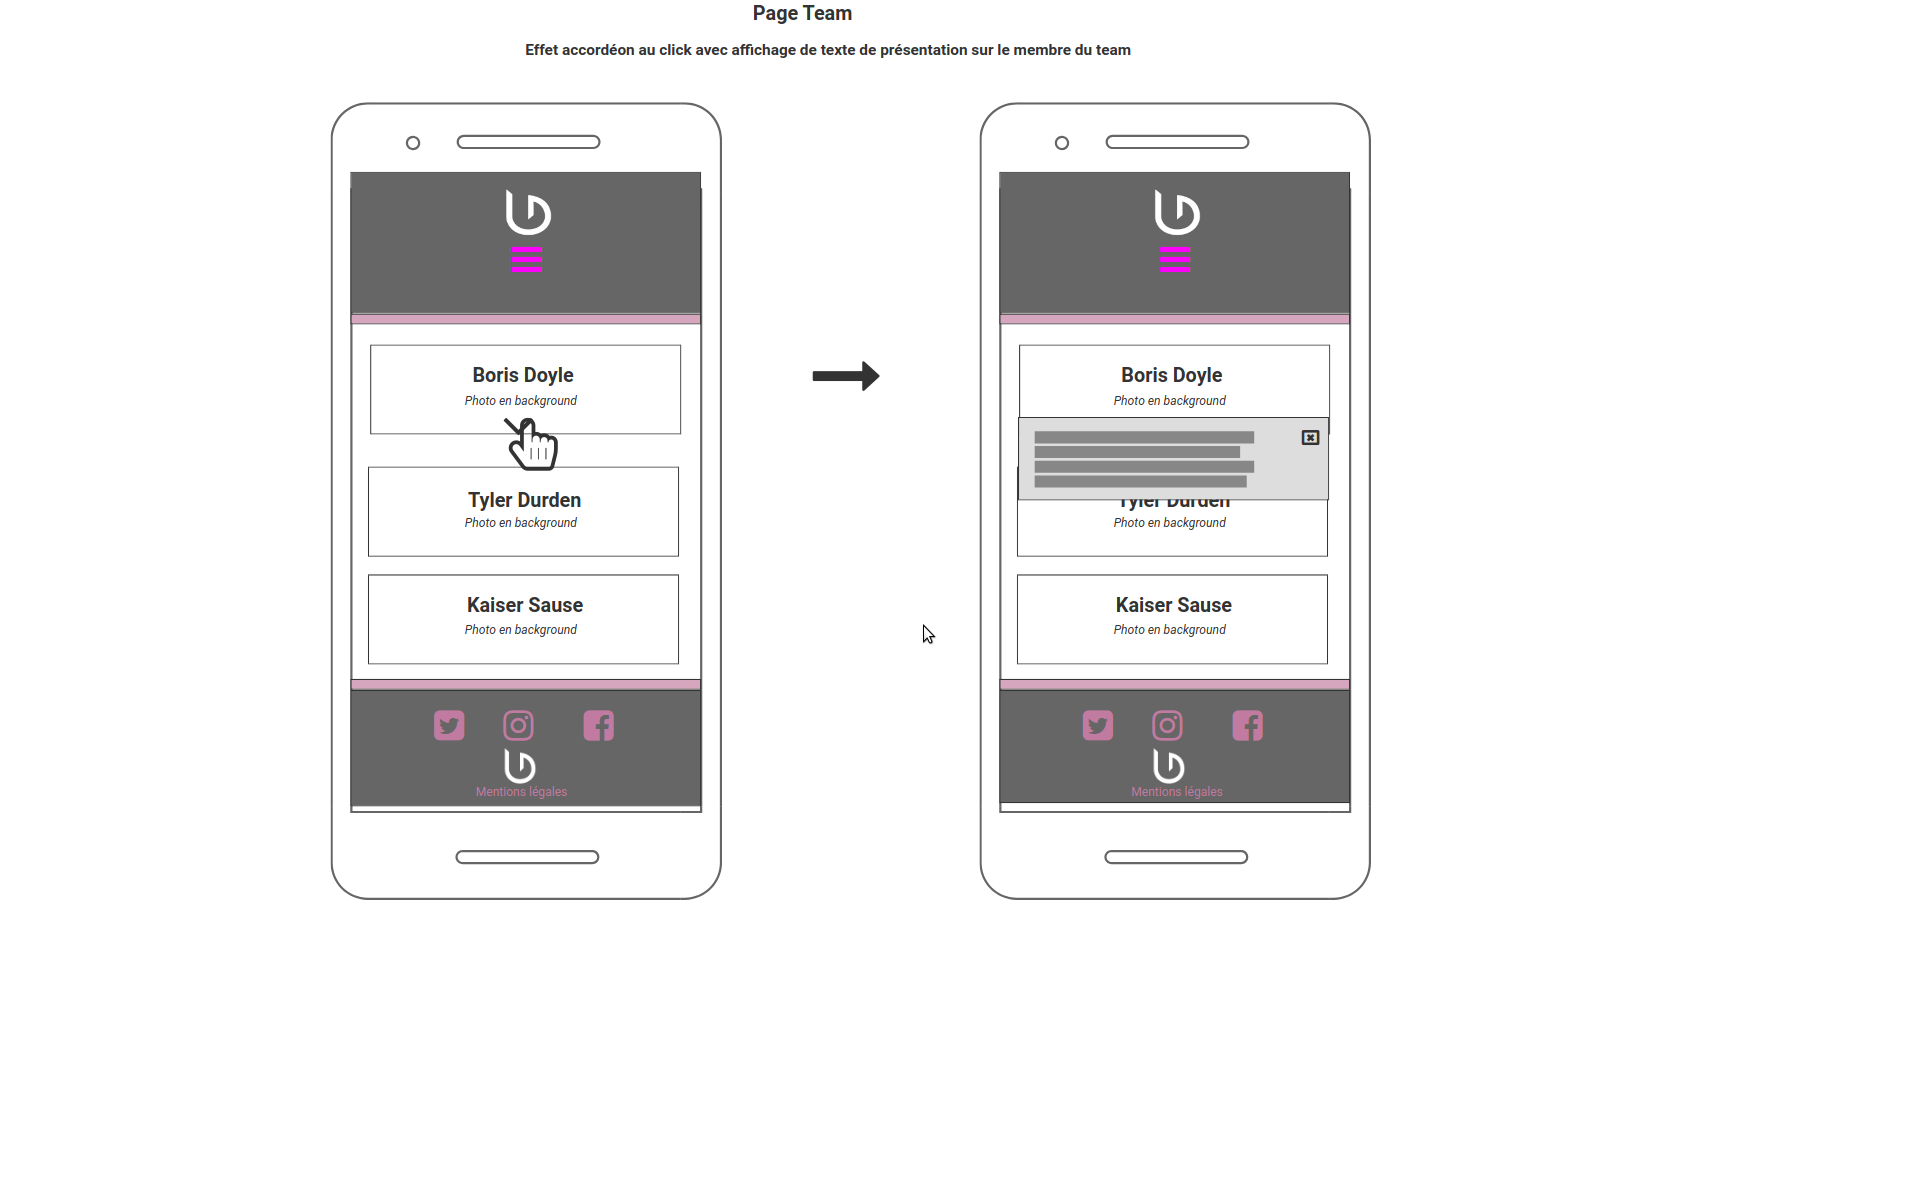 Page Team
Effet accordéon au click avec affichage de texte de présentation sur le membre du team
Boris Doyle
Photo en background
Tyler Durden
Photo en background
Kaiser Sause
Photo en background
Mentions légales
Boris Doyle
Photo en background
Tyler Durden
Photo en background
Kaiser Sause
Photo en background
Mentions légales